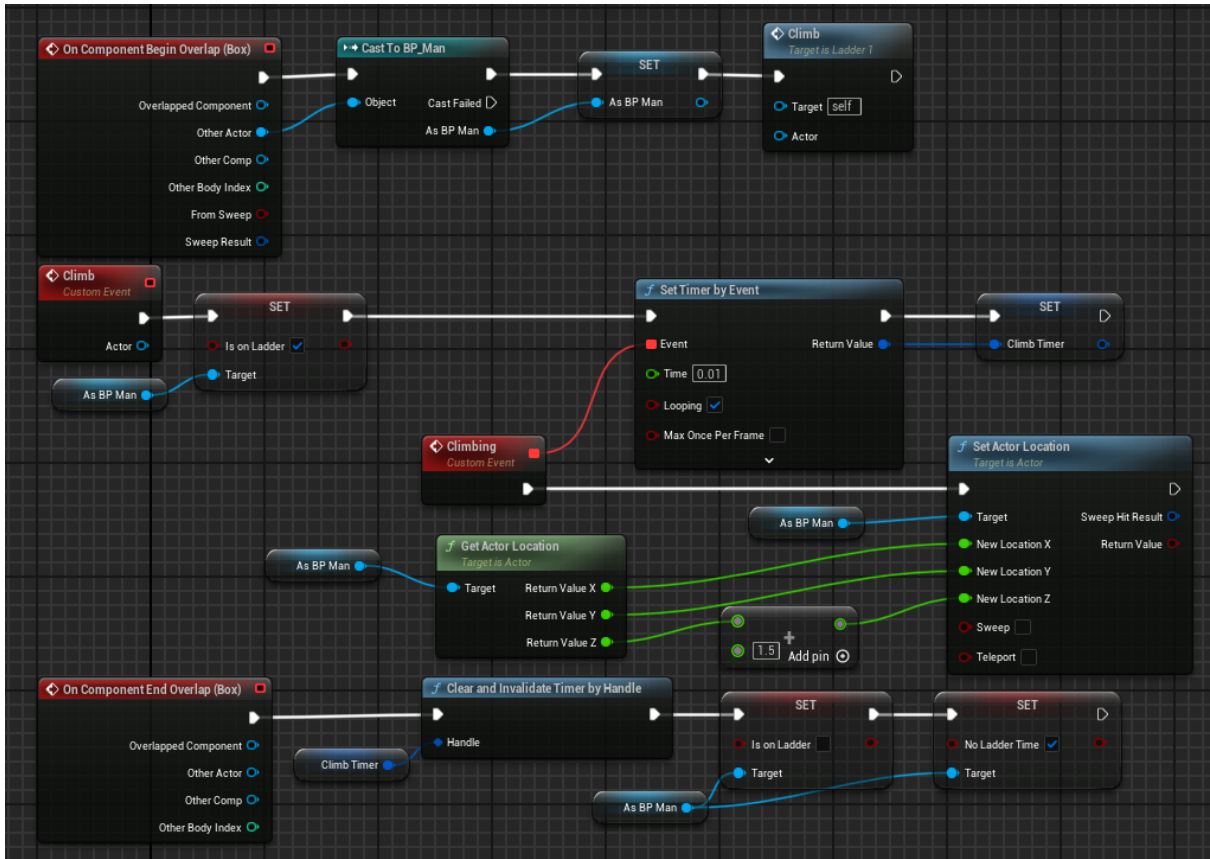 On Component Begin Overlap (Box)
Overlapped Component
Other Actor
Other Comp
Other Body Index
From Sweep
Sweep Result
Cast To BP_Man
Object
Cast Failed
As BP Man
SET
As BP Man
Climb
Target is Ladder 1
Target self
Actor
Climb
Custom Event
Actor
As BP Man
SET
Is on Ladder
Target
Set Timer by Event
Event
Return Value
Time 0.01
Looping
Max Once Per Frame
SET
Climb Timer
Climbing
Custom Event
As BP Man
Get Actor Location
Target is Actor
Target
Return Value X
Return Value Y
Return Value Z
1.5
+
Add pin
As BP Man
Set Actor Location
Target is Actor
Target
Sweep Hit Result
New Location X
Return Value
New Location Y
New Location Z
Sweep
Teleport
On Component End Overlap (Box)
Overlapped Component
Other Actor
Other Comp
Other Body Index
Climb Timer
Clear and Invalidate Timer by Handle
Handle
As BP Man
SET
Is on Ladder
Target
SET
No Ladder Time
Target